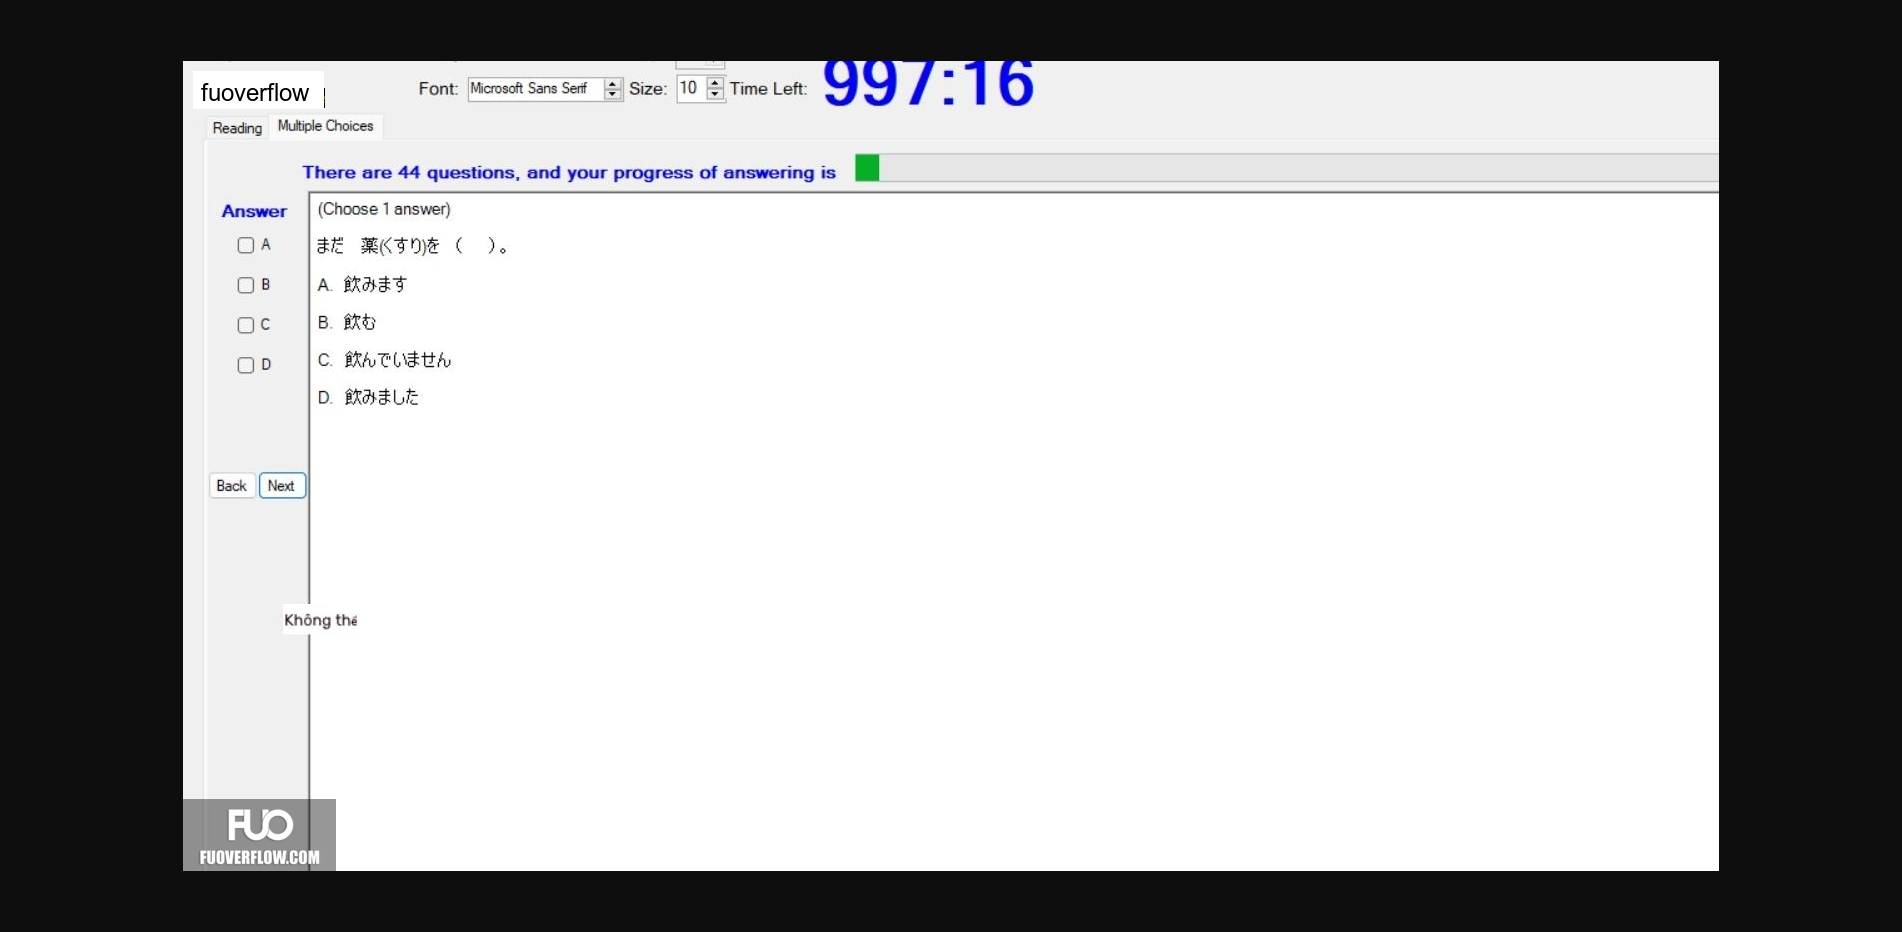 fuoverflow
Font: Microsoft Sans Serif Size: 10 Time Left: 997:16
Reading Multiple Choices
There are 44 questions, and your progress of answering is
Answer
(Choose 1 answer)
A
まだ 薬(くすり)を ( )。
B
A. 飲みます
C
B. 飲む
D
C. 飲んでいません
D. 飲みました
Back Next
Không thể
FUO
FUOVERFLOW.COM